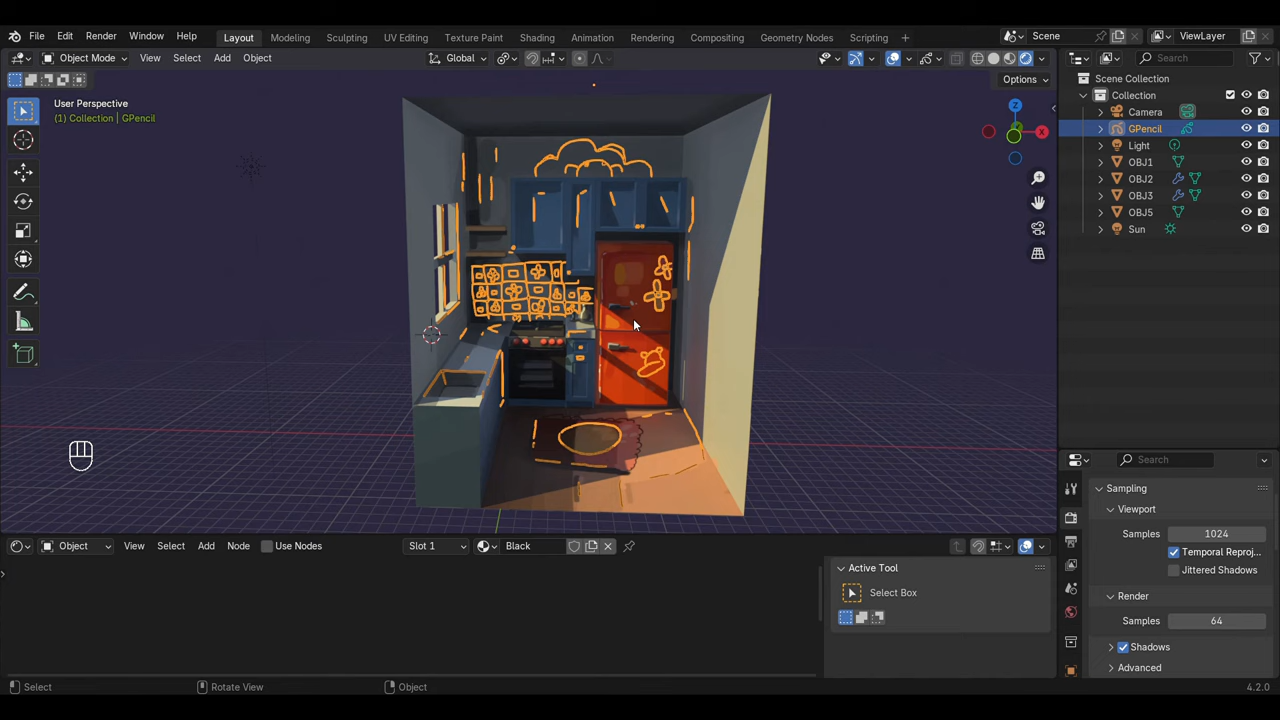 File Edit Render Window Help Layout Modeling Sculpting UV Editing Texture Paint Shading Animation Rendering Compositing Geometry Nodes Scripting + Scene ViewLayer
Object Mode View Select Add Object Global Search
Options Scene Collection
User Perspective Collection
(1) Collection | GPencil Camera
GPencil
Light
OBJ1
OBJ2
OBJ3
OBJ5
Sun
Z
X
Search
Sampling
Viewport
Samples 1024
Temporal Reproj...
Jittered Shadows
Render
Samples 64
Shadows
Advanced
Object View Select Add Node Use Nodes Slot 1 Black
Active Tool
Select Box
Select Rotate View Object 4.2.0